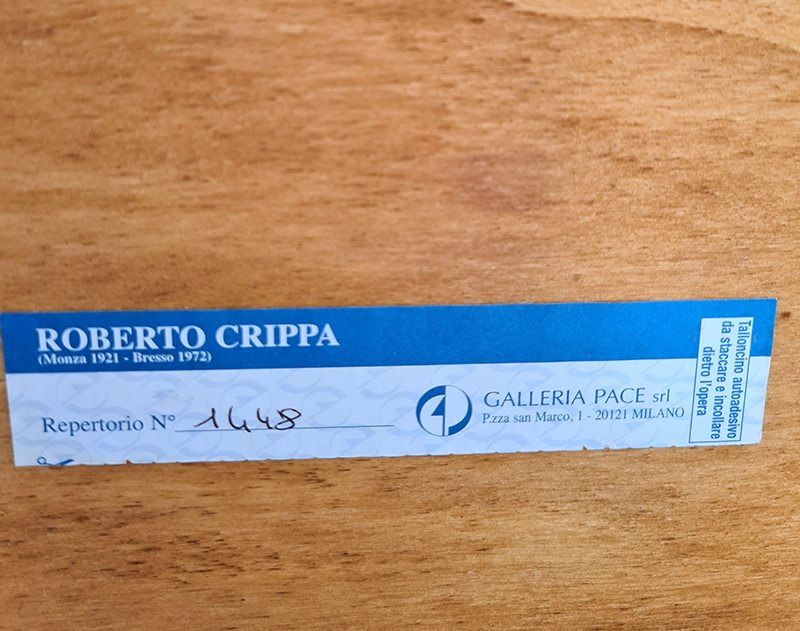 ROBERTO CRIPPA
(Monza 1921 - Bresso 1972)
Repertorio N° 1448
GALLERIA PACE srl
P.zza san Marco, 1 - 20121 MILANO
Talloncino autoadesivo
da staccare e incollare
dietro l'opera